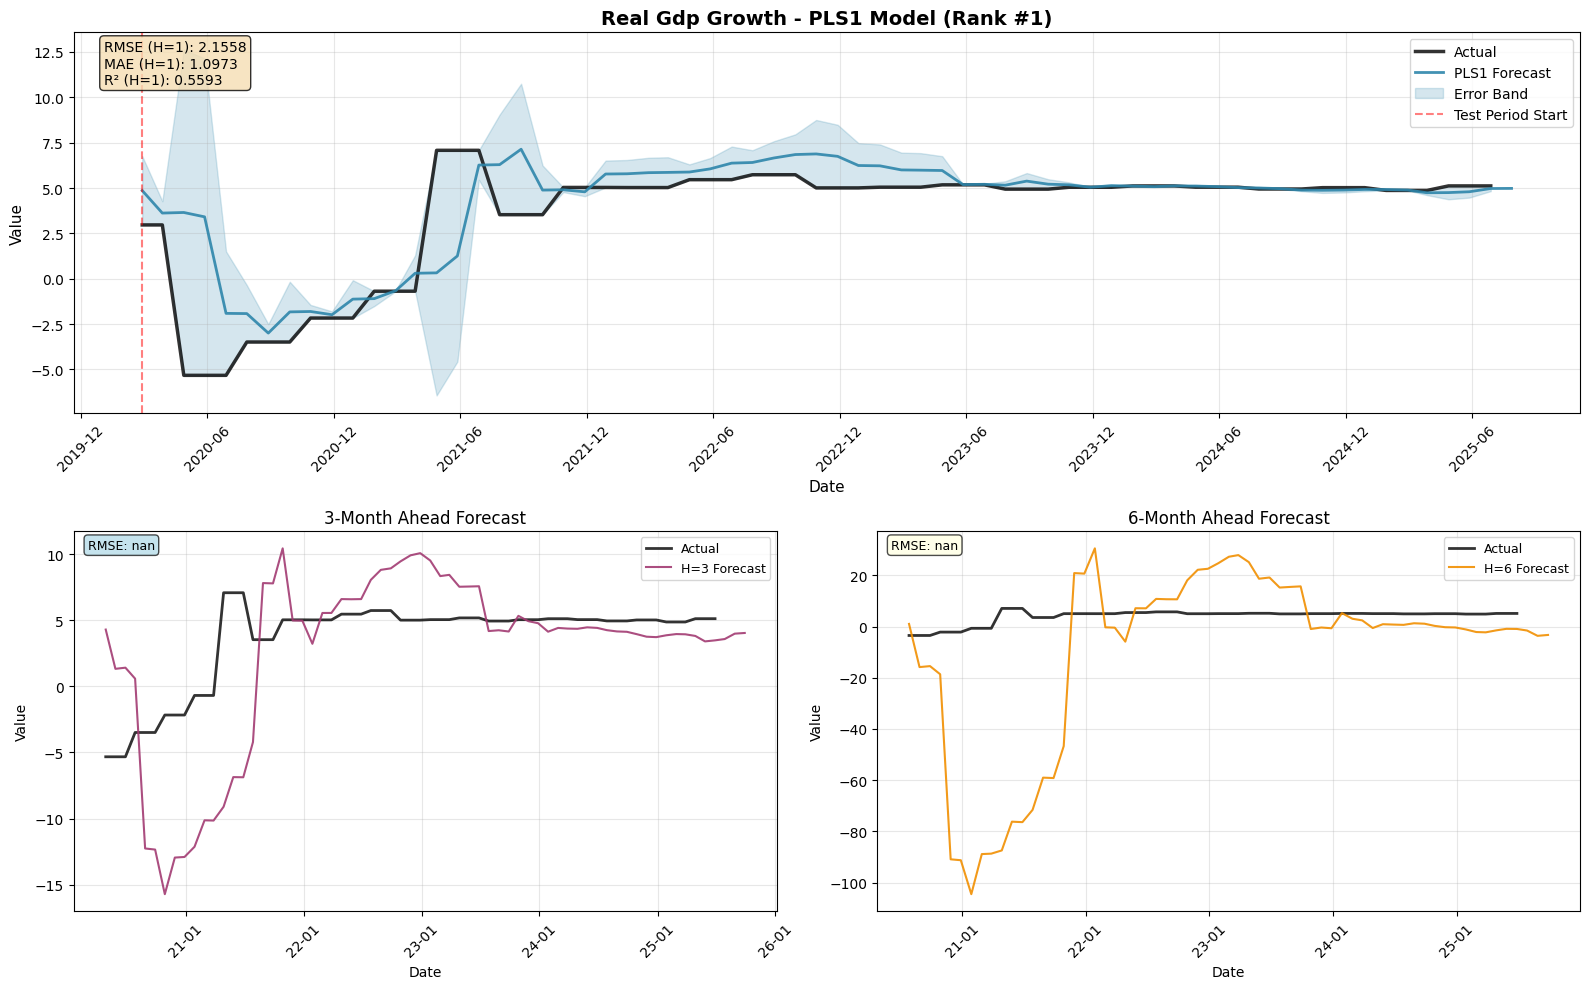 Real Gdp Growth - PLS1 Model (Rank #1)
RMSE (H=1): 2.1558
MAE (H=1): 1.0973
R² (H=1): 0.5593
Actual
PLS1 Forecast
Error Band
Test Period Start
Value
12.5
10.0
7.5
5.0
2.5
0.0
−2.5
−5.0
2019-12
2020-06
2020-12
2021-06
2021-12
2022-06
2022-12
2023-06
2023-12
2024-06
2024-12
2025-06
Date
3-Month Ahead Forecast
RMSE: nan
Actual
H=3 Forecast
Value
10
5
0
−5
−10
−15
21-01
22-01
23-01
24-01
25-01
26-01
Date
6-Month Ahead Forecast
RMSE: nan
Actual
H=6 Forecast
Value
20
0
−20
−40
−60
−80
−100
21-01
22-01
23-01
24-01
25-01
Date